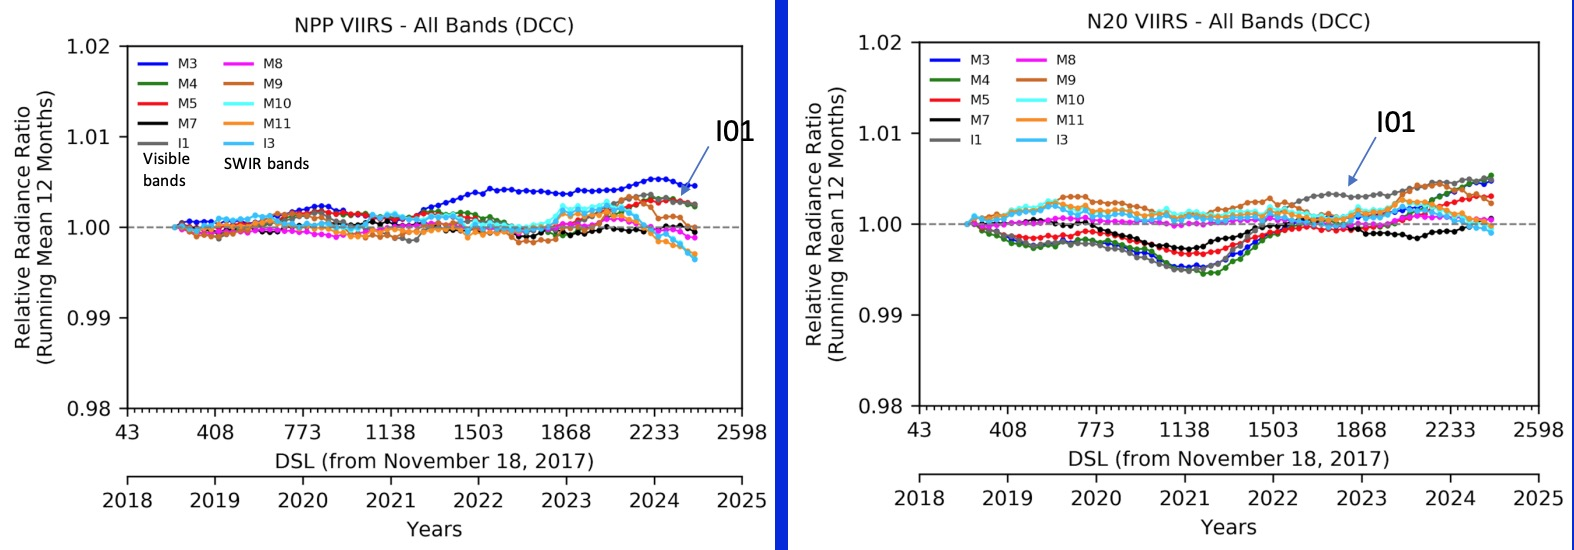 NPP VIIRS - All Bands (DCC)
Relative Radiance Ratio
(Running Mean 12 Months)
1.02
1.01
1.00
0.99
0.98
M3
M4
M5
M7
I1
M8
M9
M10
M11
I3
Visible
bands
SWIR bands
I01
43 408 773 1138 1503 1868 2233 2598
DSL (from November 18, 2017)
2018 2019 2020 2021 2022 2023 2024 2025
Years
N20 VIIRS - All Bands (DCC)
Relative Radiance Ratio
(Running Mean 12 Months)
1.02
1.01
1.00
0.99
0.98
M3
M4
M5
M7
I1
M8
M9
M10
M11
I3
I01
43 408 773 1138 1503 1868 2233 2598
DSL (from November 18, 2017)
2018 2019 2020 2021 2022 2023 2024 2025
Years